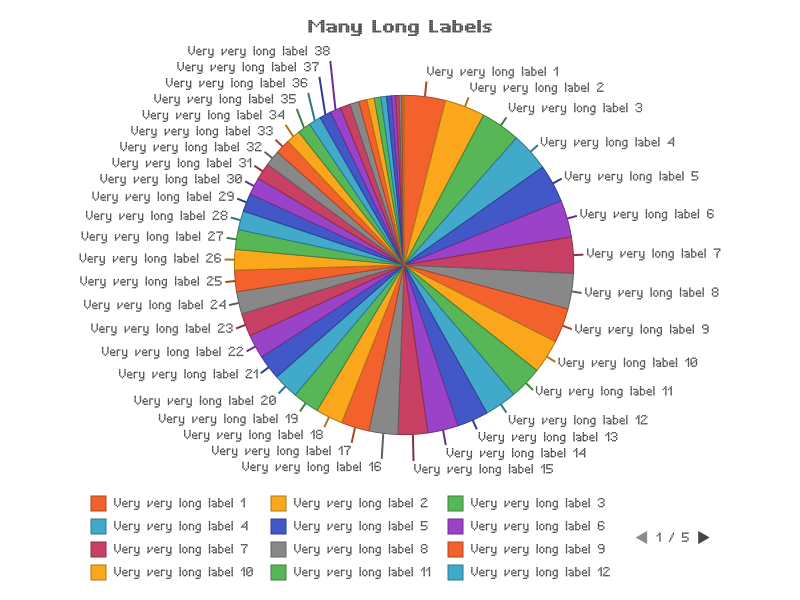 Many Long Labels
Very very long label 38
Very very long label 37
Very very long label 1
Very very long label 36
Very very long label 2
Very very long label 35
Very very long label 3
Very very long label 34
Very very long label 33
Very very long label 4
Very very long label 32
Very very long label 31
Very very long label 5
Very very long label 30
Very very long label 29
Very very long label 6
Very very long label 28
Very very long label 27
Very very long label 7
Very very long label 26
Very very long label 25
Very very long label 8
Very very long label 24
Very very long label 23
Very very long label 9
Very very long label 22
Very very long label 10
Very very long label 21
Very very long label 11
Very very long label 20
Very very long label 19
Very very long label 12
Very very long label 18
Very very long label 13
Very very long label 17
Very very long label 14
Very very long label 16
Very very long label 15
Very very long label 1 Very very long label 2 Very very long label 3
Very very long label 4 Very very long label 5 Very very long label 6
Very very long label 7 Very very long label 8 Very very long label 9
Very very long label 10 Very very long label 11 Very very long label 12
1 / 5